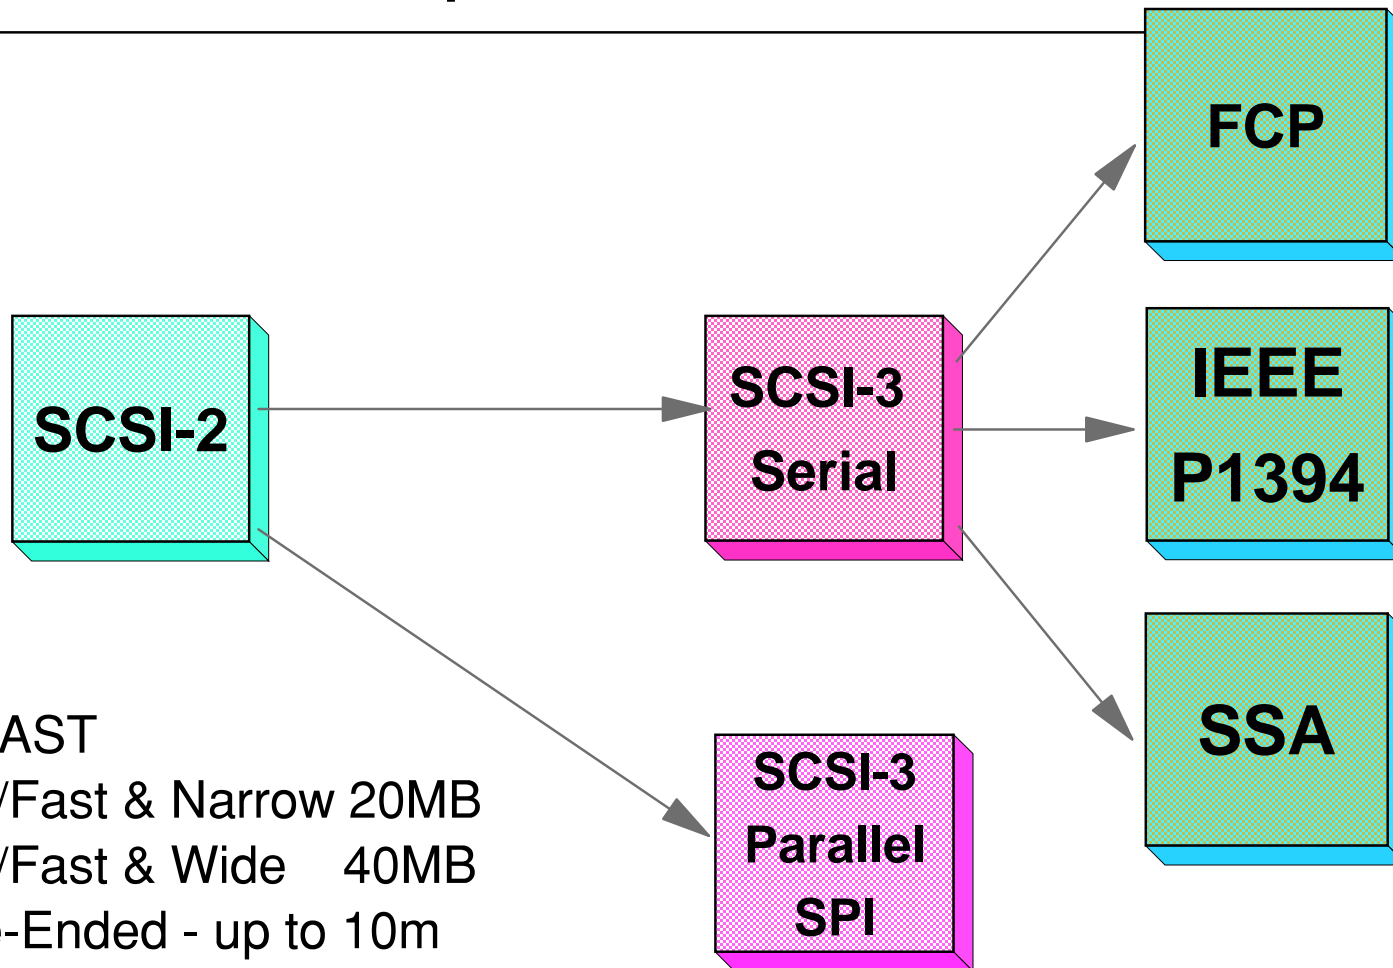 FCP
SCSI-2
SCSI-3
Serial
IEEE
P1394
SSA
SCSI-3
Parallel
SPI
AST
/Fast & Narrow 20MB
/Fast & Wide 40MB
-Ended - up to 10m